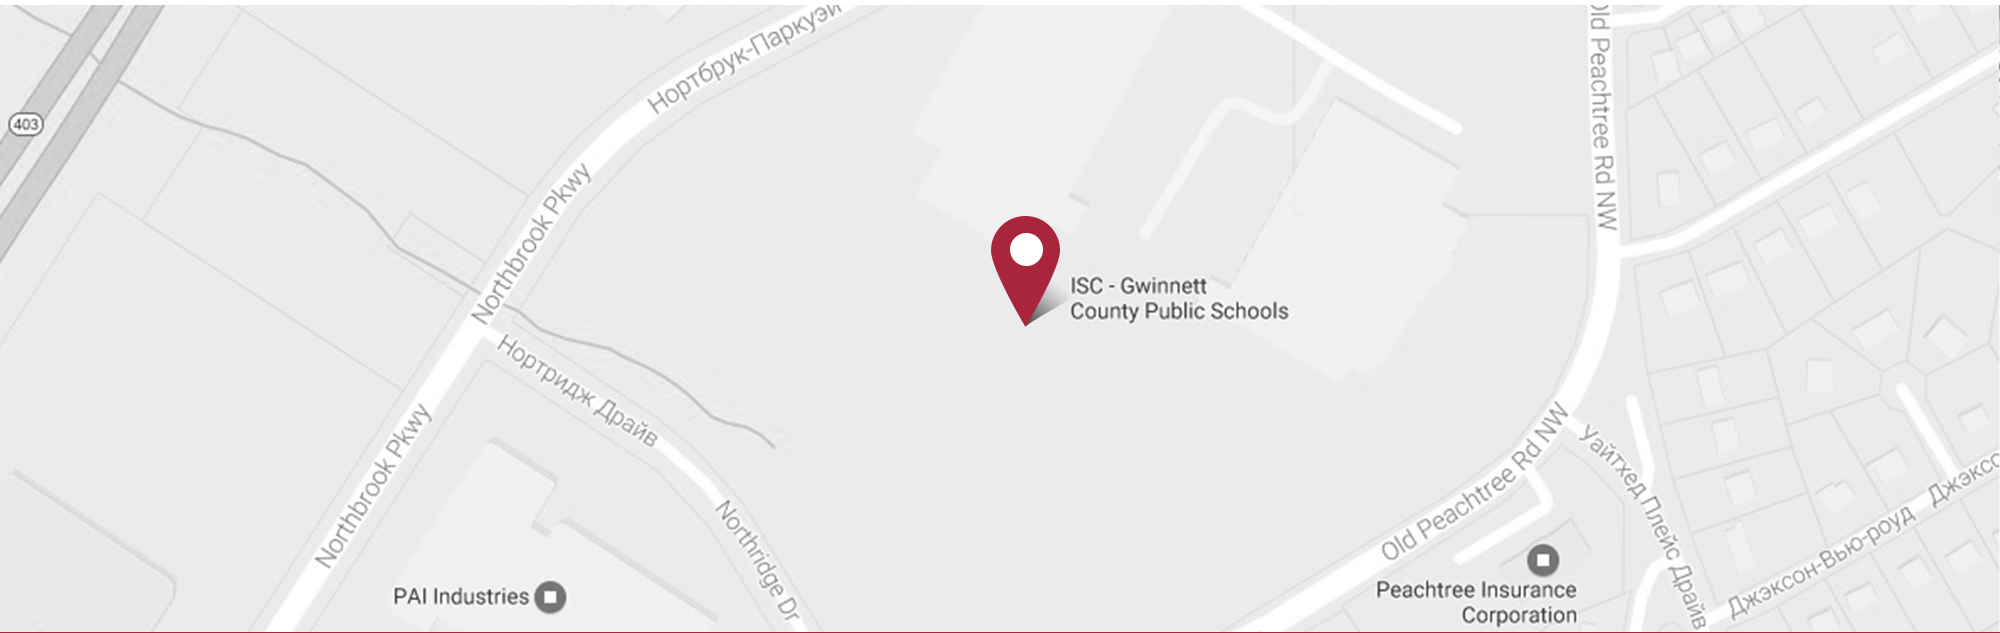 Нортбрук-Паркуэй
Old Peachtree Rd NW
403
Northbrook Pkwy
ISC - Gwinnett
County Public Schools
Нортридж Драйв
Northbrook Pkwy
Old Peachtree Rd NW
Уайтхед Плейс Драйв
Northridge Dr
Джэксон-Вью-роуд
PAI Industries
Peachtree Insurance
Corporation